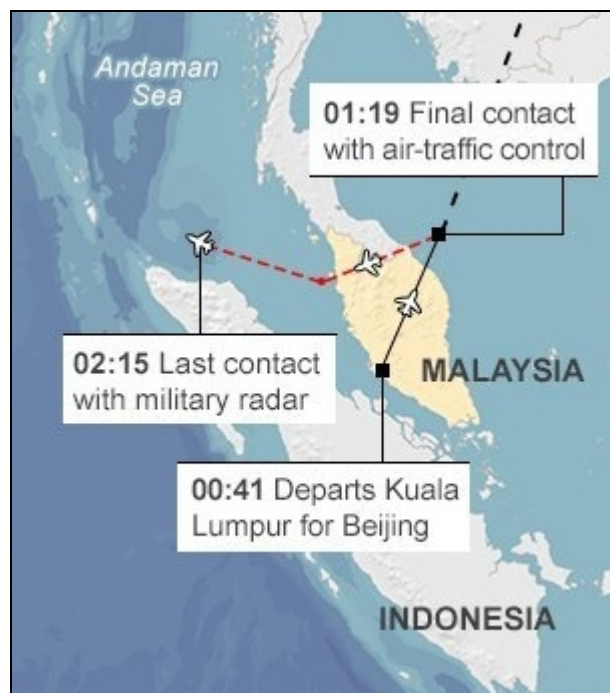 Andaman
Sea
01:19 Final contact
with air-traffic control
02:15 Last contact
with military radar
MALAYSIA
00:41 Departs Kuala
Lumpur for Beijing
INDONESIA